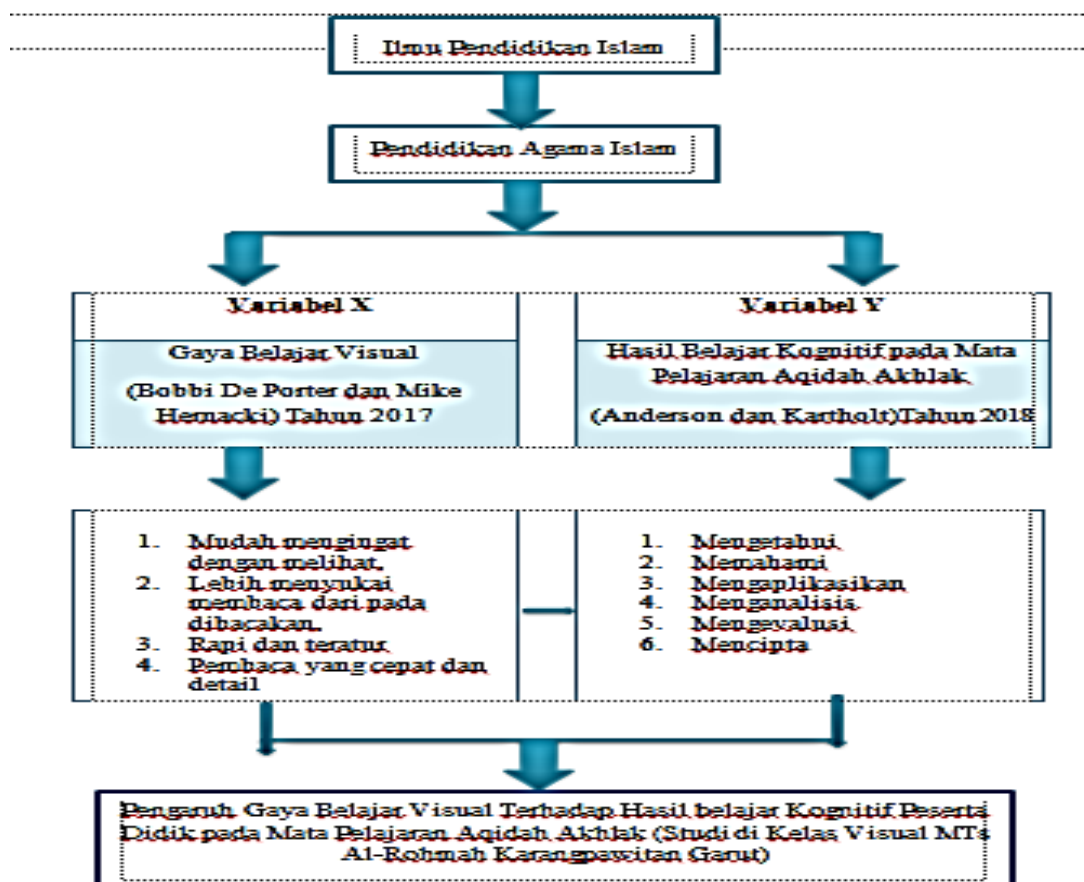 Ilmu Pendidikan Islam
Pendidikan Agama Islam
Variabel X
Gaya Belajar Visual
(Bobbi De Porter dan Mike
Hernacki) Tahun 2017
Variabel Y
Hasil Belajar Kognitif pada Mata
Pelajaran Aqidah Akhlak
(Anderson dan Kartholt)Tahun 2018
1. Mudah mengingat
dengan melihat.
2. Lebih menyukai
membaca dari pada
dibacakan.
3. Rapi dan teratur
4. Pembaca yang cepat dan
detail
1. Mengetahui
2. Memahami
3. Mengaplikasikan
4. Menganalisis
5. Mengevalusi
6. Mencipta
Pengaruh Gaya Belajar Visual Terhadap Hasil belajar Kognitif Peserta
Didik pada Mata Pelajaran Aqidah Akhlak (Studi di Kelas Visual MTs
Al-Rohmah Karangpawitan Garut)